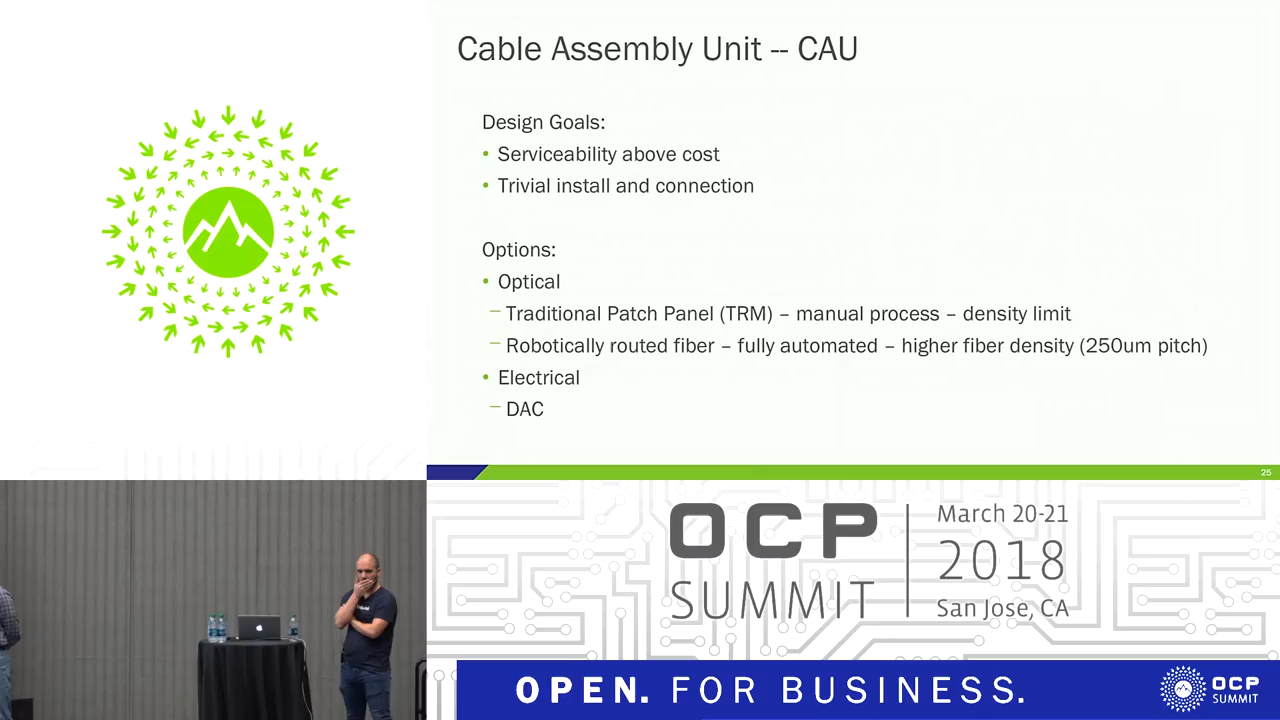 Cable Assembly Unit -- CAU
Design Goals:
• Serviceability above cost
• Trivial install and connection
Options:
• Optical
– Traditional Patch Panel (TRM) – manual process – density limit
– Robotically routed fiber – fully automated – higher fiber density (250um pitch)
• Electrical
– DAC
25
OCP
SUMMIT
March 20-21
2018
San Jose, CA
OPEN. FOR BUSINESS.
OCP
SUMMIT